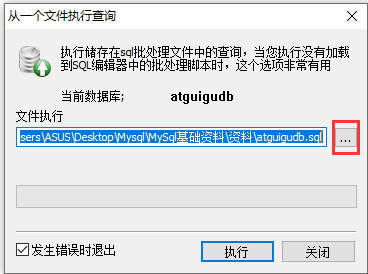 从一个文件执行查询
执行储存在sql批处理文件中的查询，当您执行没有加载
到SQL编辑器中的批处理脚本时，这个选项非常有用
当前数据库; atguigudb
文件执行
sers\ASUS\Desktop\Mysql\MySql基础资料\资料\atguigudb.sql
...
发生错误时退出
执行
关闭